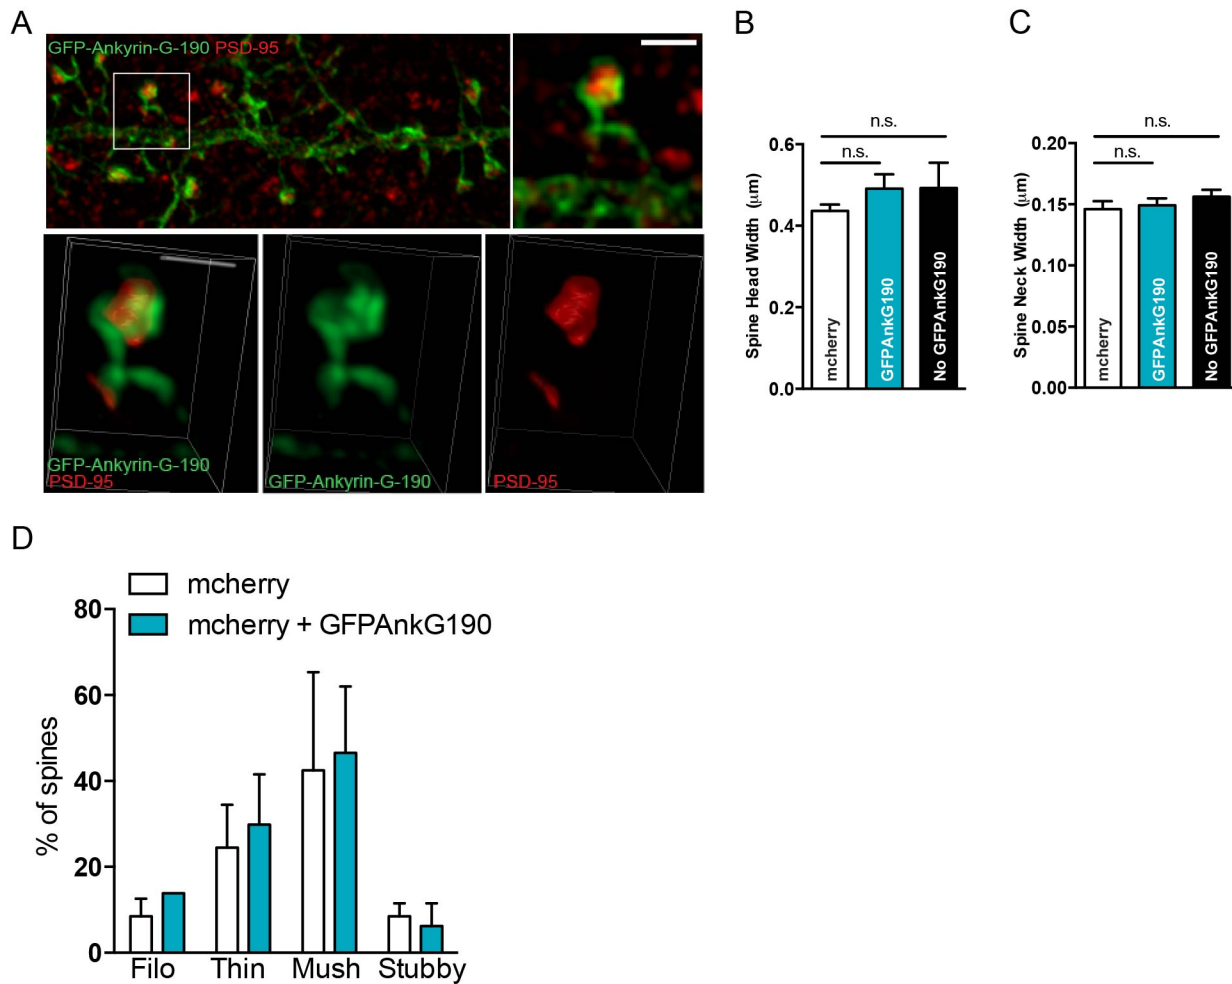 A
GFP-Ankyrin-G-190 PSD-95
GFP-Ankyrin-G-190
PSD-95
GFP-Ankyrin-G-190
PSD-95
B
n.s.
n.s.
Spine Head Width (μm)
0.6
0.4
0.2
0.0
mcherry
GFPAnkG190
No GFPAnkG190
C
n.s.
n.s.
Spine Neck Width (μm)
0.20
0.15
0.10
0.05
0.00
mcherry
GFPAnkG190
No GFPAnkG190
D
mcherry
mcherry + GFPAnkG190
% of spines
80
60
40
20
0
Filo Thin Mush Stubby